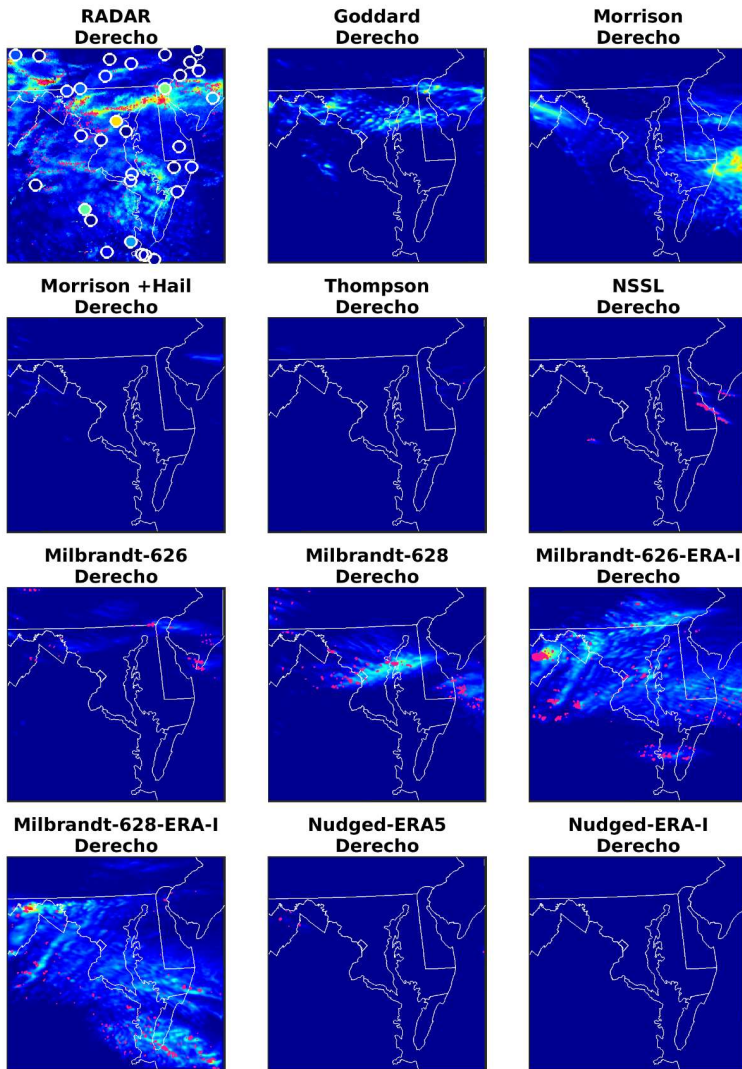 RADAR
Derecho
Goddard
Derecho
Morrison
Derecho
Morrison +Hail
Derecho
Thompson
Derecho
NSSL
Derecho
Milbrandt-626
Derecho
Milbrandt-628
Derecho
Milbrandt-626-ERA-I
Derecho
Milbrandt-628-ERA-I
Derecho
Nudged-ERA5
Derecho
Nudged-ERA-I
Derecho